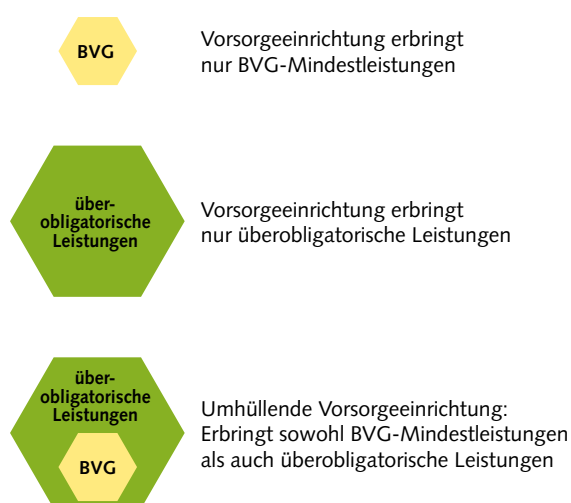 BVG
Vorsorgeeinrichtung erbringt
nur BVG-Mindestleistungen
über-
obligatorische
Leistungen
Vorsorgeeinrichtung erbringt
nur überobligatorische Leistungen
über-
obligatorische
Leistungen
BVG
Umhüllende Vorsorgeeinrichtung:
Erbringt sowohl BVG-Mindestleistungen
als auch überobligatorische Leistungen